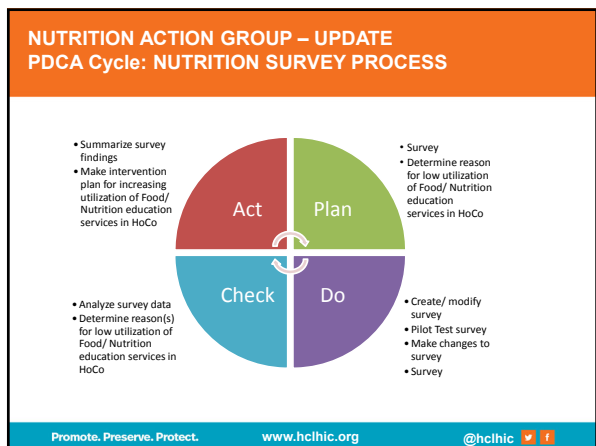 NUTRITION ACTION GROUP – UPDATE
PDCA Cycle: NUTRITION SURVEY PROCESS
• Summarize survey
findings
• Make intervention
plan for increasing
utilization of Food/
Nutrition education
services in HoCo
Act
Plan
• Survey
• Determine reason
for low utilization
of Food/ Nutrition
education
services in HoCo
• Analyze survey data
• Determine reason(s)
for low utilization of
Food/ Nutrition
education services in
HoCo
Check
Do
• Create/ modify
survey
• Pilot Test survey
• Make changes to
survey
• Survey
Promote. Preserve. Protect. www.hclhic.org @hclhic